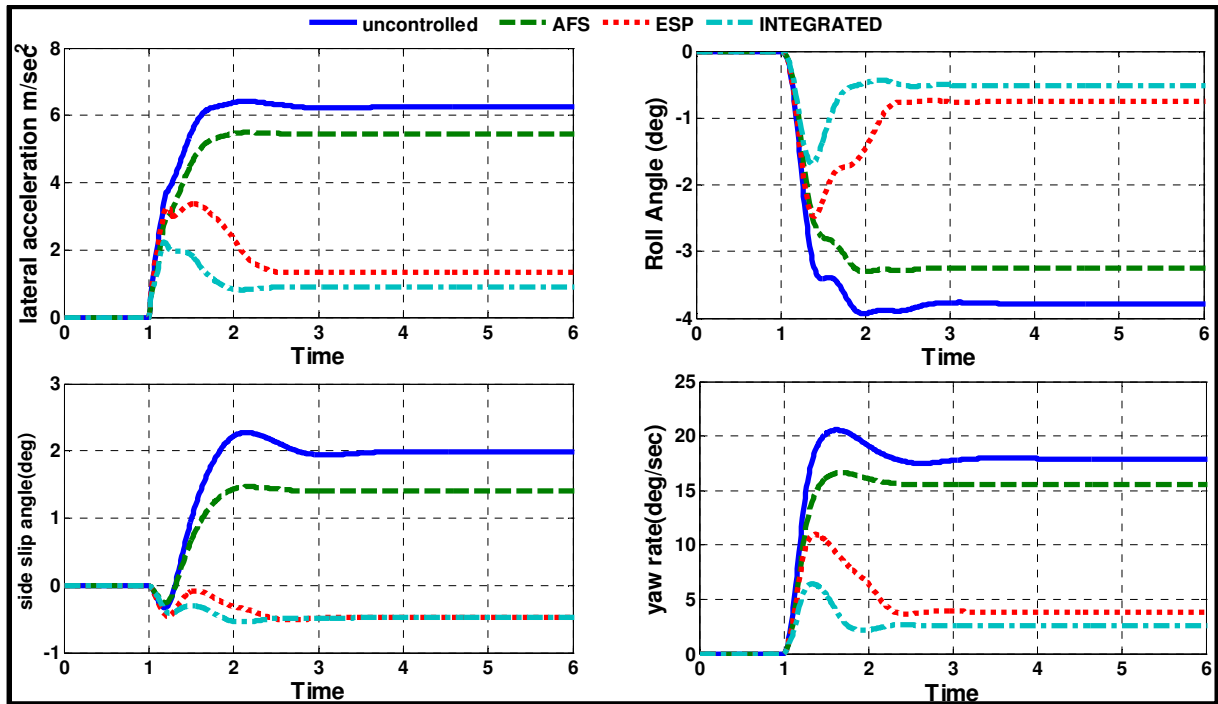 uncontrolled AFS ESP INTEGRATED
lateral acceleration m/sec²
8
6
4
2
0
0 1 2 3 4 5 6
Time
Roll Angle (deg)
0
-1
-2
-3
-4
0 1 2 3 4 5 6
Time
side slip angle(deg)
3
2
1
0
-1
0 1 2 3 4 5 6
Time
yaw rate(deg/sec)
25
20
15
10
5
0
0 1 2 3 4 5 6
Time